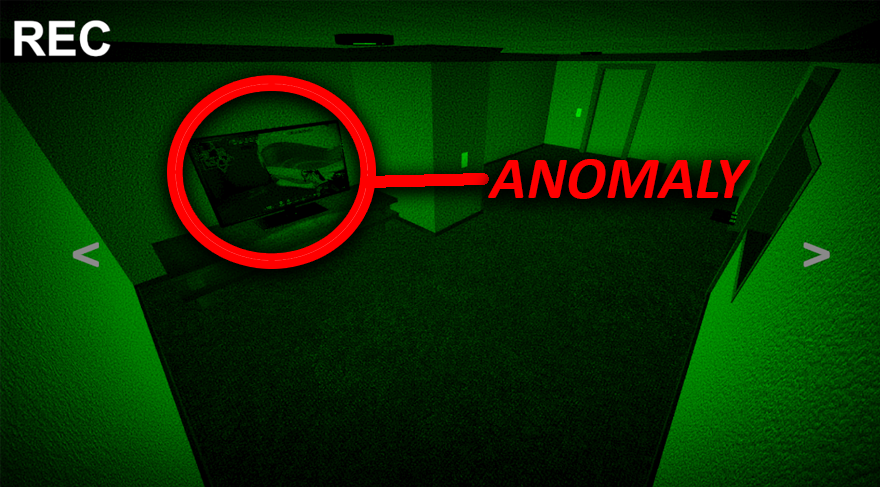 REC
ANOMALY
< >